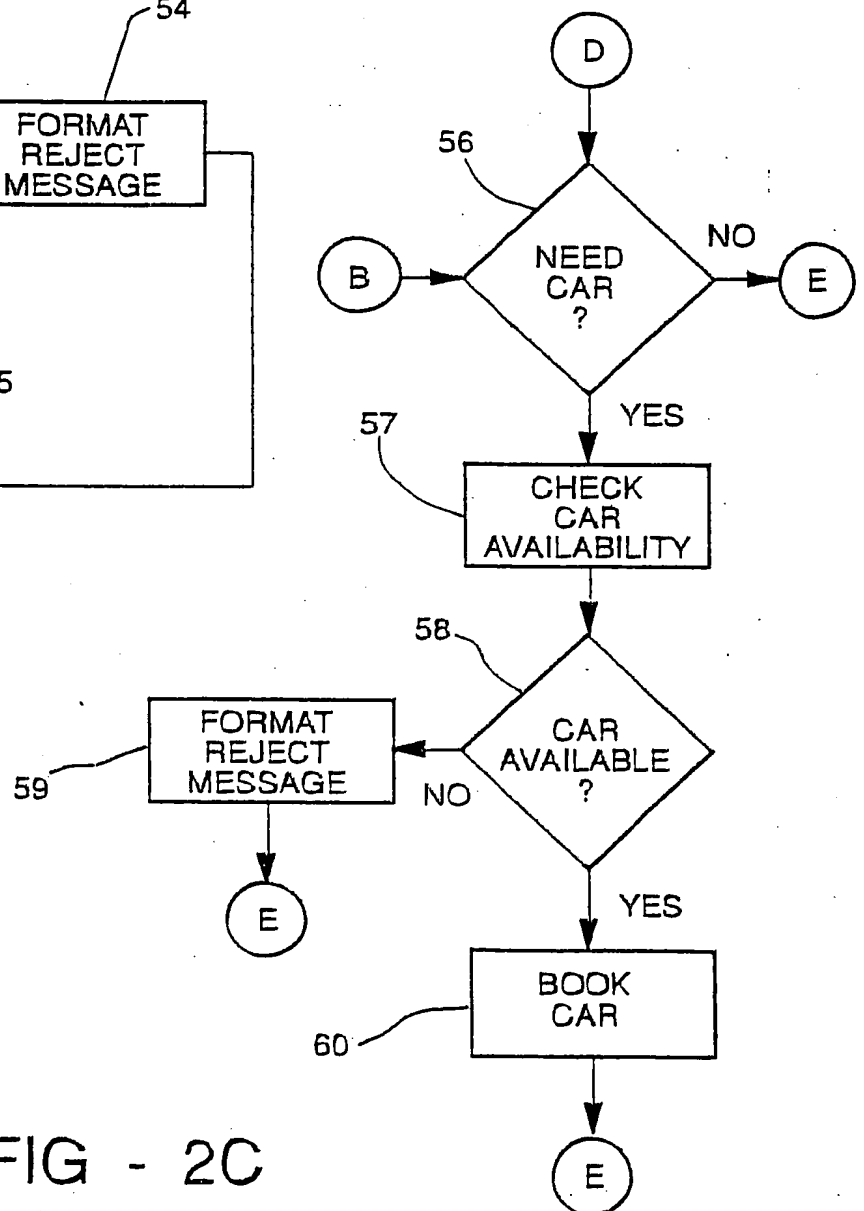 54
FORMAT
REJECT
MESSAGE
5
D
56
B
NEED
CAR
?
NO
E
YES
57
CHECK
CAR
AVAILABILITY
58
CAR
AVAILABLE
?
NO
FORMAT
REJECT
MESSAGE
59
E
YES
BOOK
CAR
60
E
FIG - 2C